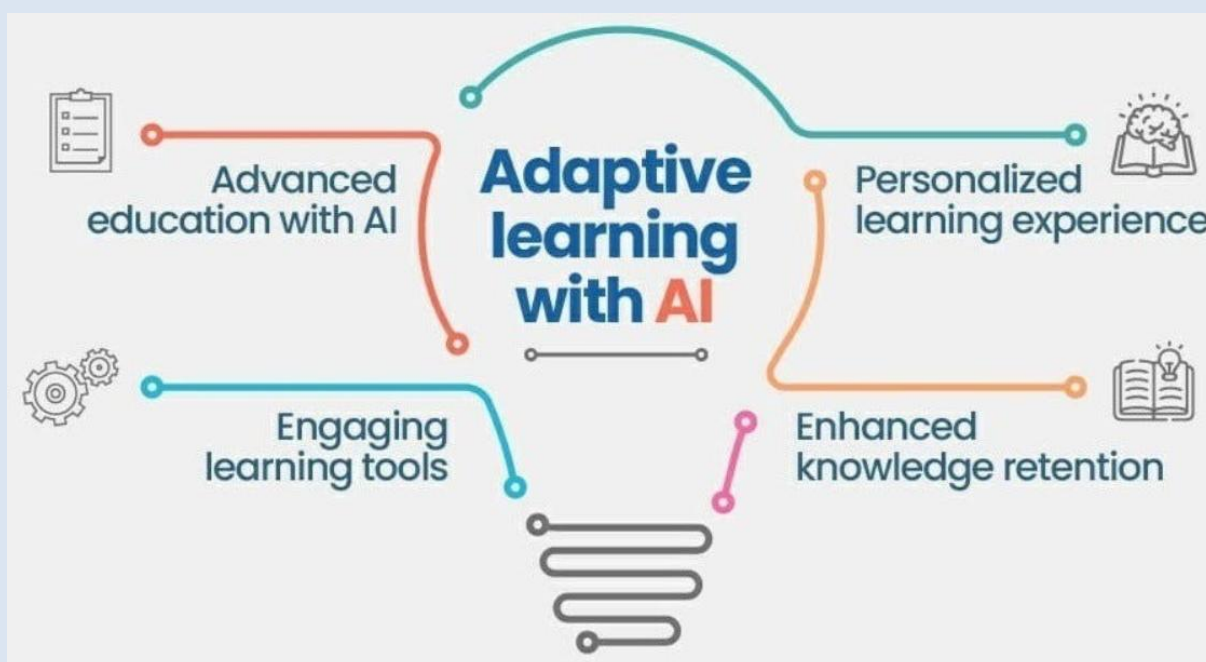 Adaptive
learning
with AI
Advanced
education with AI
Personalized
learning experience
Engaging
learning tools
Enhanced
knowledge retention